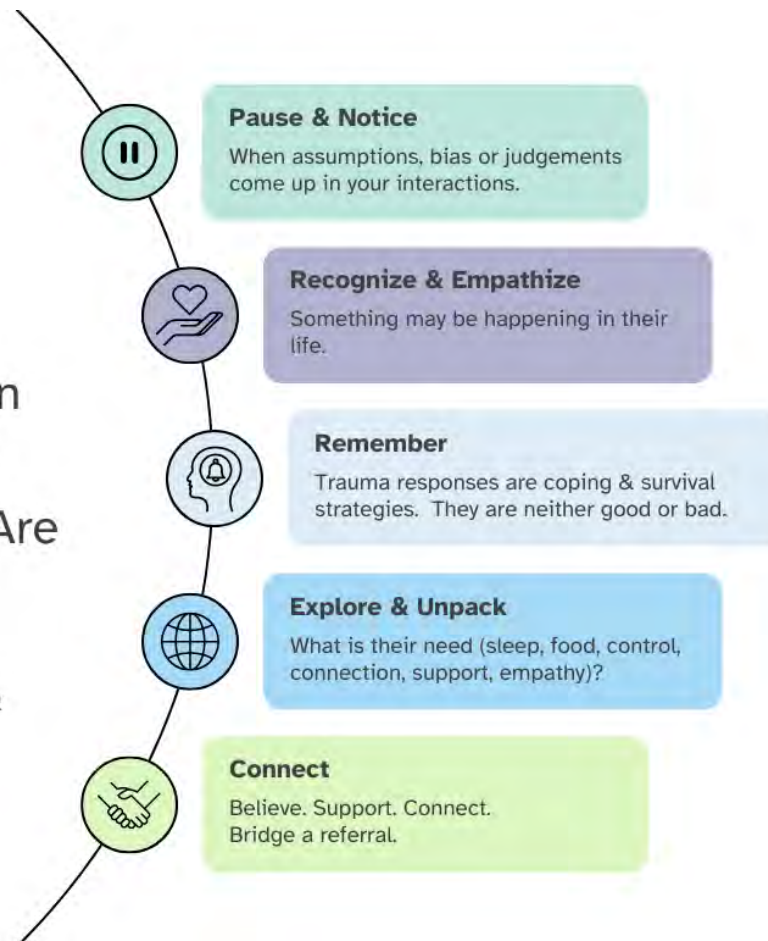 Pause & Notice
When assumptions, bias or judgements
come up in your interactions.
Recognize & Empathize
Something may be happening in their
life.
Remember
Trauma responses are coping & survival
strategies.  They are neither good or bad.
Are
Explore & Unpack
What is their need (sleep, food, control,
connection, support, empathy)?
Connect
Believe. Support. Connect.
Bridge a referral.